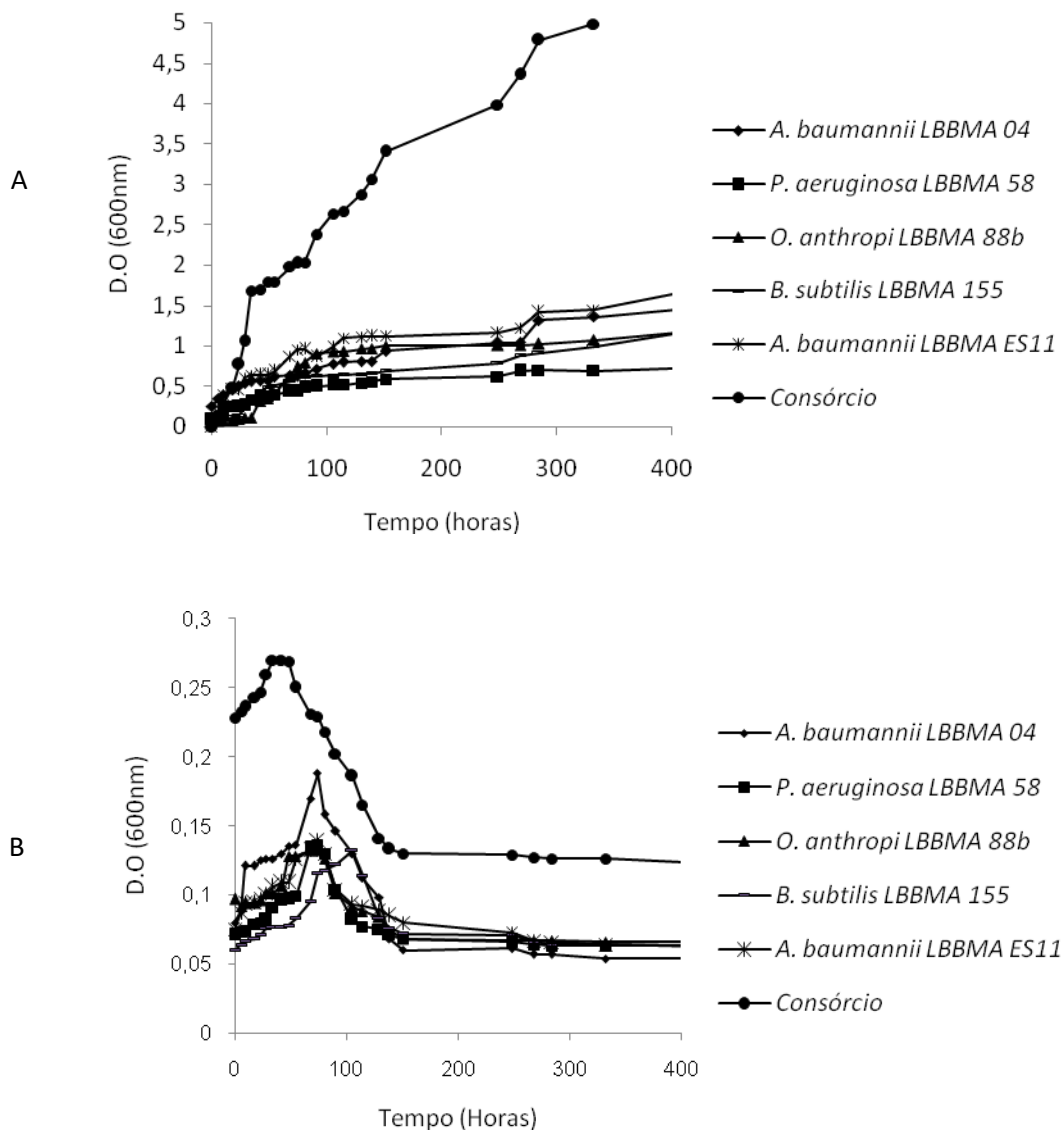 A
D.O (600nm)
5
4,5
4
3,5
3
2,5
2
1,5
1
0,5
0
0 100 200 300 400
Tempo (horas)
A. baumannii LBBMA 04
P. aeruginosa LBBMA 58
O. anthropi LBBMA 88b
B. subtilis LBBMA 155
A. baumannii LBBMA ES11
Consórcio
B
D.O (600nm)
0,3
0,25
0,2
0,15
0,1
0,05
0
0 100 200 300 400
Tempo (Horas)
A. baumannii LBBMA 04
P. aeruginosa LBBMA 58
O. anthropi LBBMA 88b
B. subtilis LBBMA 155
A. baumannii LBBMA ES11
Consórcio